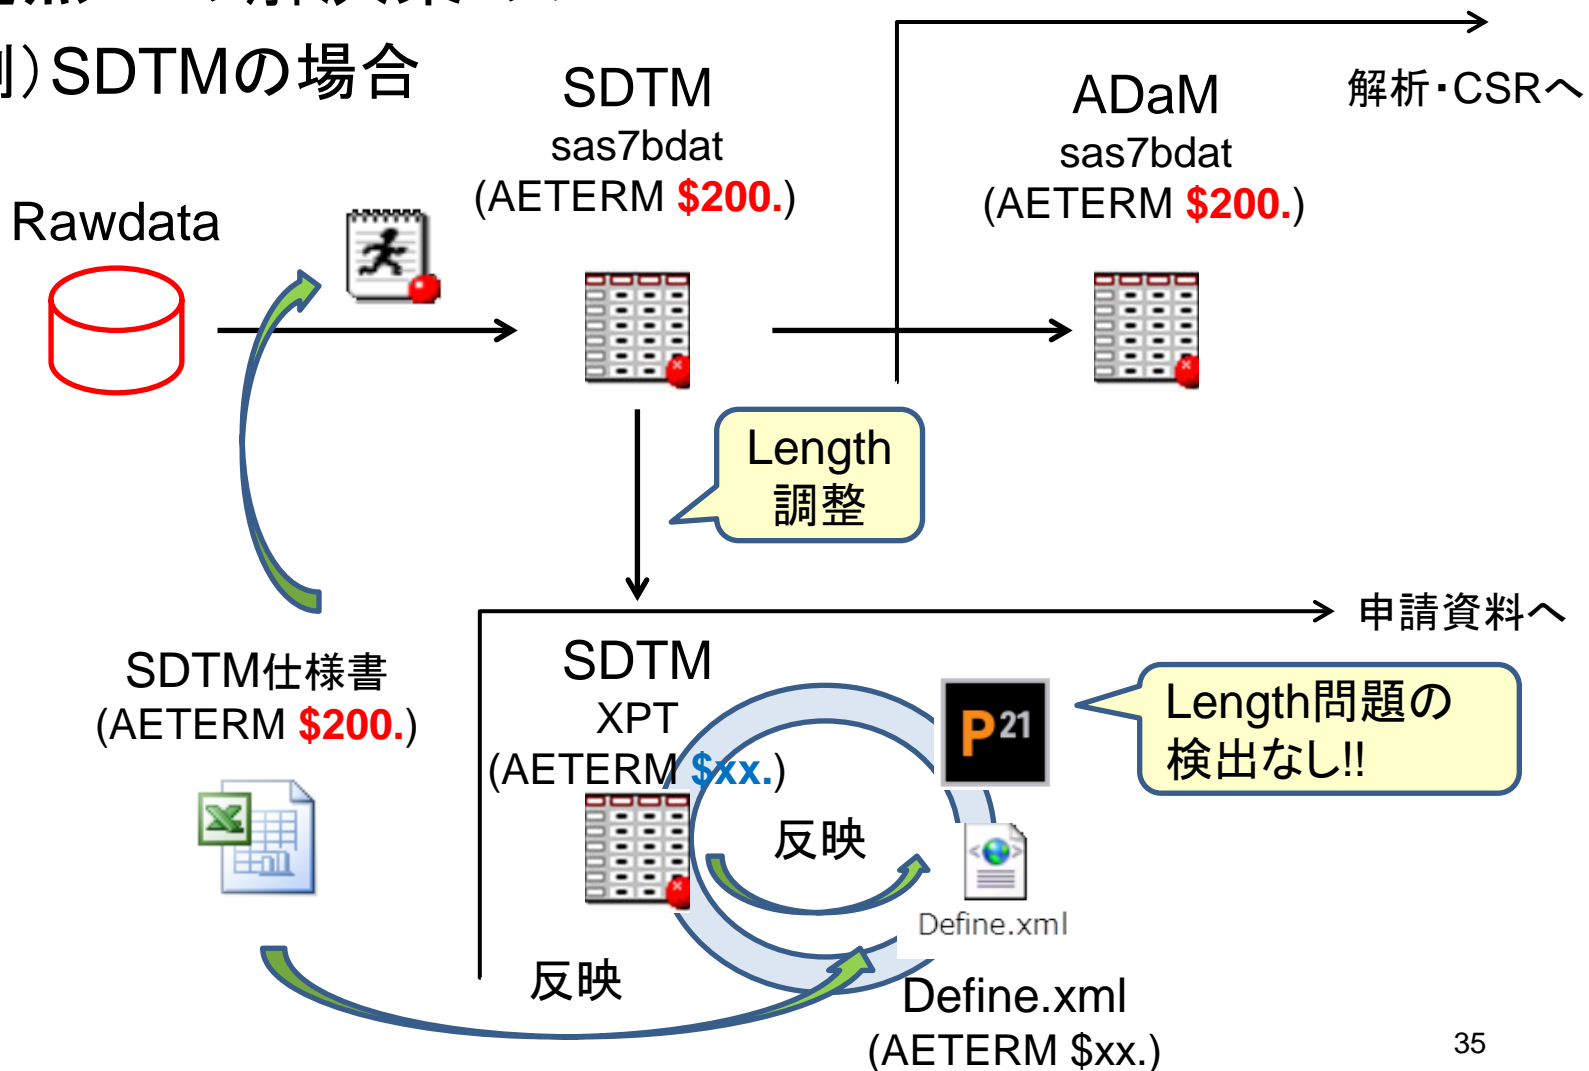 例）SDTMの場合
SDTM
sas7bdat
(AETERM $200.)
ADaM
sas7bdat
(AETERM $200.)
解析・CSRへ
Rawdata
Length
調整
申請資料へ
SDTM仕様書
(AETERM $200.)
SDTM
XPT
(AETERM $xx.)
P21
Length問題の
検出なし!!
反映
Define.xml
反映
Define.xml
(AETERM $xx.)
35